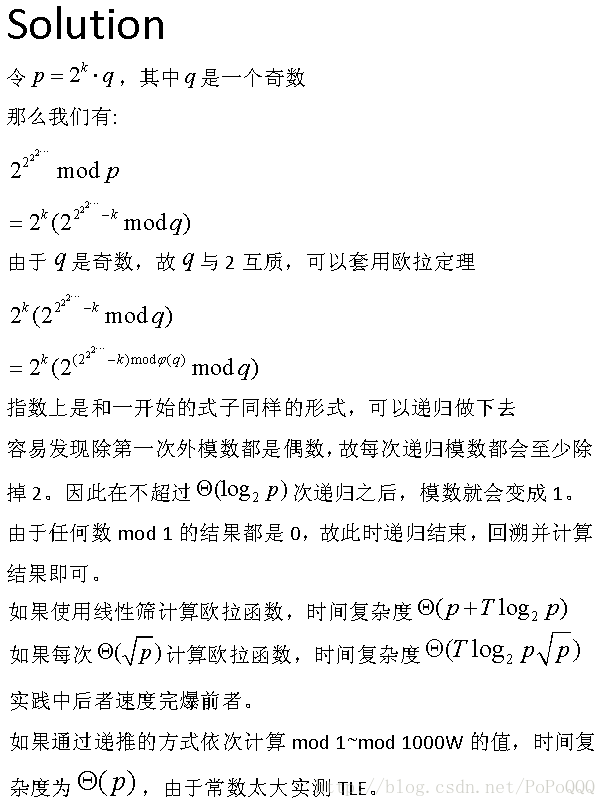 Solution
令 p = 2^k · q ，其中 q 是一个奇数
那么我们有:
2^{2^{2^{2^{...}}}} mod p
= 2^k (2^{2^{2^{2^{...}}} − k} mod q)
由于 q 是奇数，故 q 与 2 互质，可以套用欧拉定理
2^k (2^{2^{2^{2^{...}}} − k} mod q)
= 2^k (2^{(2^{2^{2^{...}}} − k) mod φ(q)} mod q)
指数上是和一开始的式子同样的形式，可以递归做下去
容易发现除第一次外模数都是偶数，故每次递归模数都会至少除
掉 2。因此在不超过 Θ(log₂ p) 次递归之后，模数就会变成 1。
由于任何数 mod 1 的结果都是 0，故此时递归结束，回溯并计算
结果即可。
如果使用线性筛计算欧拉函数，时间复杂度 Θ(p + T log₂ p)
如果每次 Θ(√p) 计算欧拉函数，时间复杂度 Θ(T log₂ p√p)
实践中后者速度完爆前者。
如果通过递推的方式依次计算 mod 1~mod 1000W 的值，时间复
杂度为 Θ(p)，由于常数太大实测 TLE。
//blog.csdn.net/PoPoQQQ